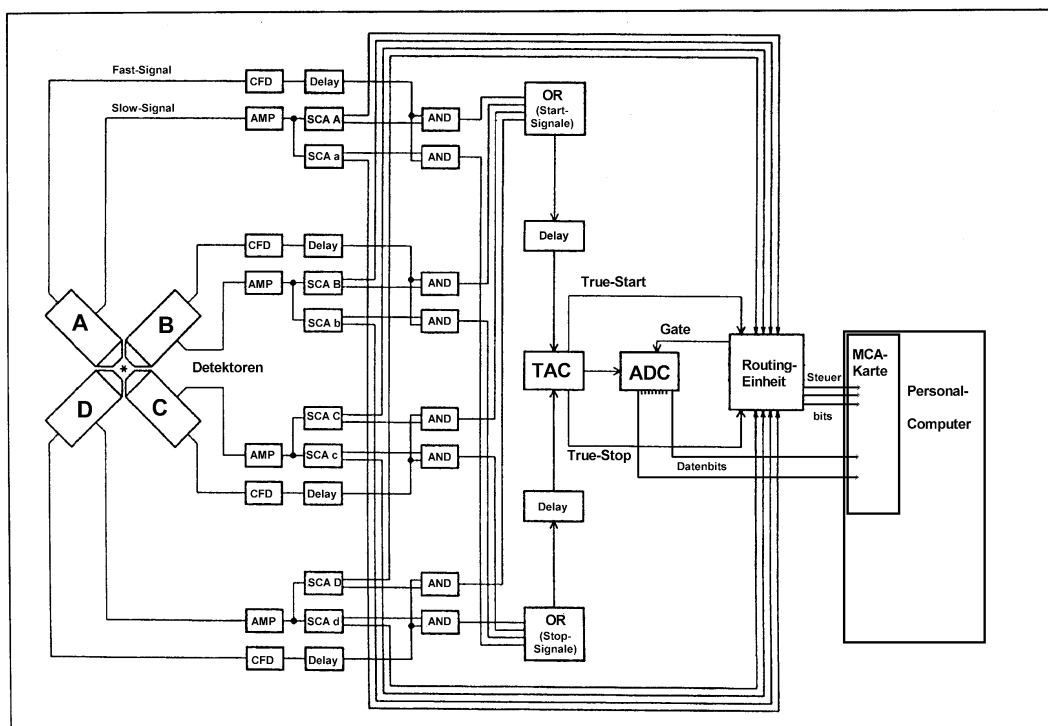 Fast-Signal
CFD
Delay
Slow-Signal
AMP
SCA A
AND
SCA a
AND
OR
(Start-
Signale)
CFD
Delay
Delay
AMP
SCA B
AND
SCA b
AND
A
B
Detektoren
D
C
True-Start
Gate
TAC
ADC
Routing-
Einheit
Steuer
bits
MCA-
Karte
Personal-
Computer
True-Stop
Datenbits
SCA C
AND
AMP
SCA c
AND
CFD
Delay
Delay
SCA D
AND
AMP
SCA d
AND
OR
(Stop-
Signale)
CFD
Delay